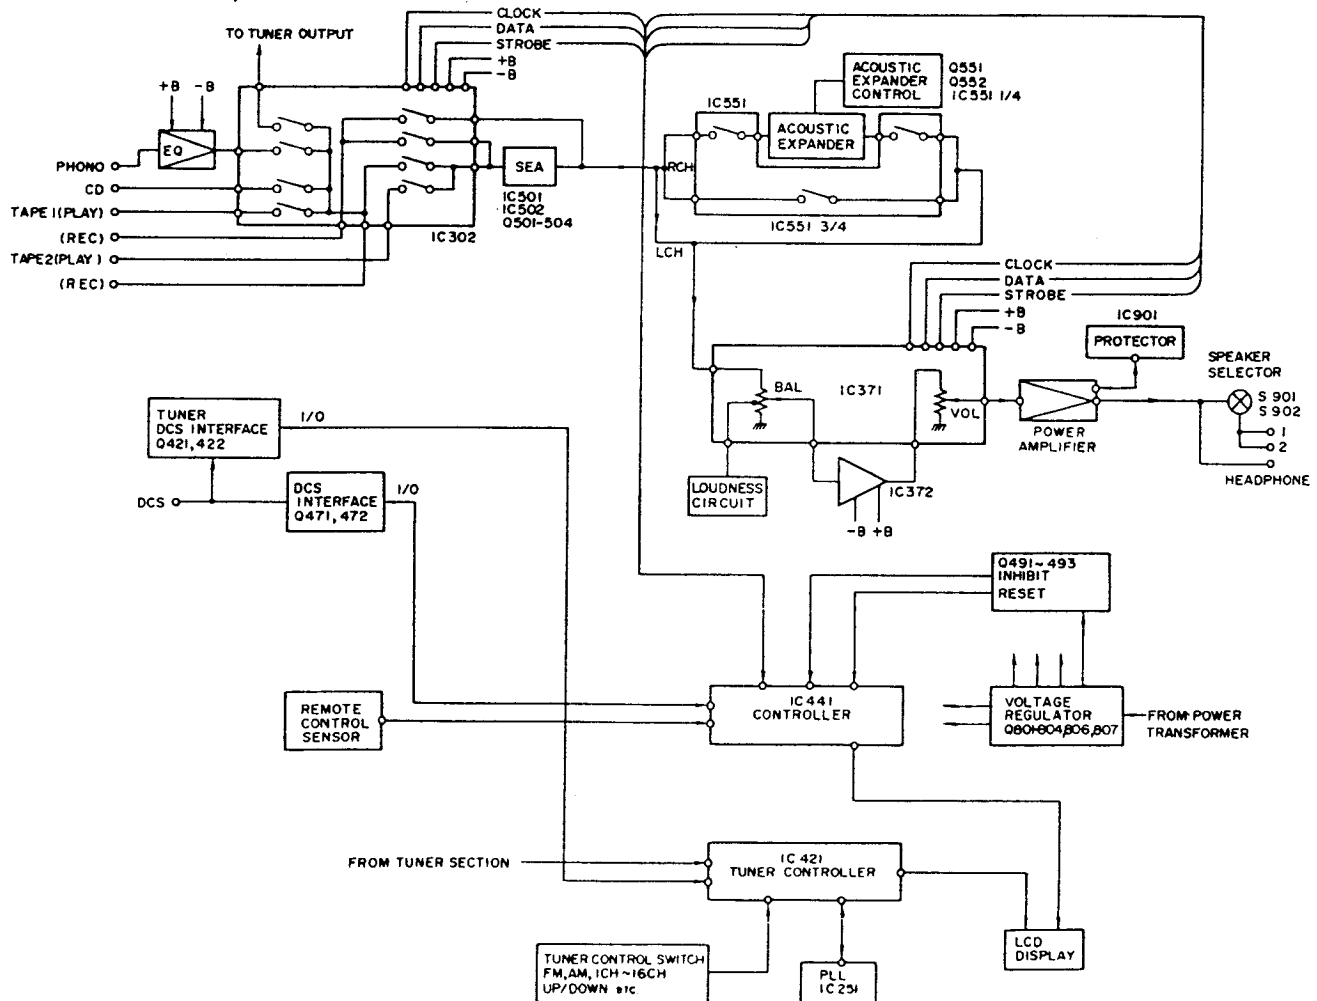 CLOCK
DATA
STROBE
+B
-B
TO TUNER OUTPUT
+B -B
EQ
PHONO
CD
TAPE1(PLAY)
(REC)
TAPE2(PLAY)
(REC)
IC302
SEA
IC501
IC502
Q501-504
ACOUSTIC
EXPANDER
CONTROL
Q551
Q552
IC551 1/4
IC551
ACOUSTIC
EXPANDER
RCH
IC551 3/4
LCH
CLOCK
DATA
STROBE
+B
-B
IC901
PROTECTOR
SPEAKER
SELECTOR
S 901
S 902
1
2
HEADPHONE
BAL
IC371
VOL
POWER
AMPLIFIER
LOUDNESS
CIRCUIT
IC372
-B +B
TUNER
DCS INTERFACE
Q421,422
I/O
DCS
DCS
INTERFACE
Q471, 472
I/O
Q491~493
INHIBIT
RESET
REMOTE
CONTROL
SENSOR
IC441
CONTROLLER
VOLTAGE
REGULATOR
Q801-804,806,807
FROM POWER
TRANSFORMER
FROM TUNER SECTION
IC421
TUNER CONTROLLER
LCD
DISPLAY
TUNER CONTROL SWITCH
FM,AM,1CH~16CH
UP/DOWN etc.
PLL
IC251